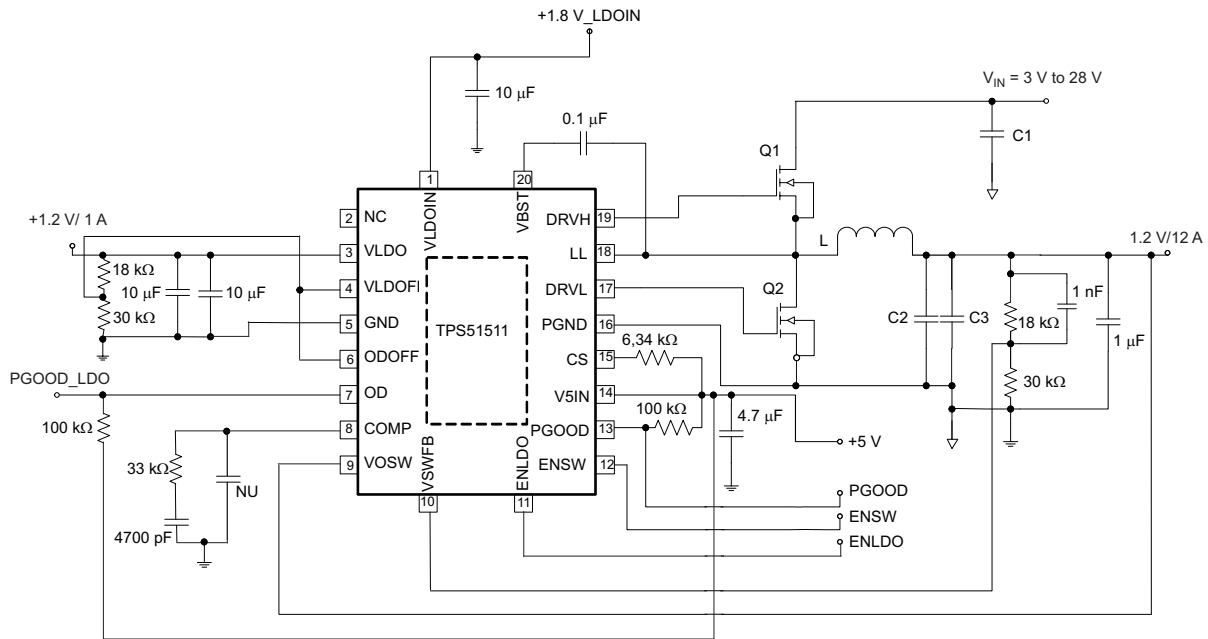 +1.8 V_LDOIN
10 μF
VIN = 3 V to 28 V
C1
0.1 μF
Q1
1
20
VLDOIN
VBST
2
NC
DRVH
19
+1.2 V/ 1 A
3
VLDO
LL
18
L
1.2 V/12 A
18 kΩ
10 μF
10 μF
30 kΩ
4
VLDOFI
DRVL
17
Q2
1 nF
TPS51511
5
GND
PGND
16
C2
C3
18 kΩ
1 μF
6
ODOFF
CS
15
6,34 kΩ
30 kΩ
PGOOD_LDO
7
OD
V5IN
14
100 kΩ
100 kΩ
4.7 μF
8
COMP
PGOOD
13
+5 V
33 kΩ
NU
9
VOSW
ENSW
12
VSWFB
ENLDO
10
11
4700 pF
PGOOD
ENSW
ENLDO